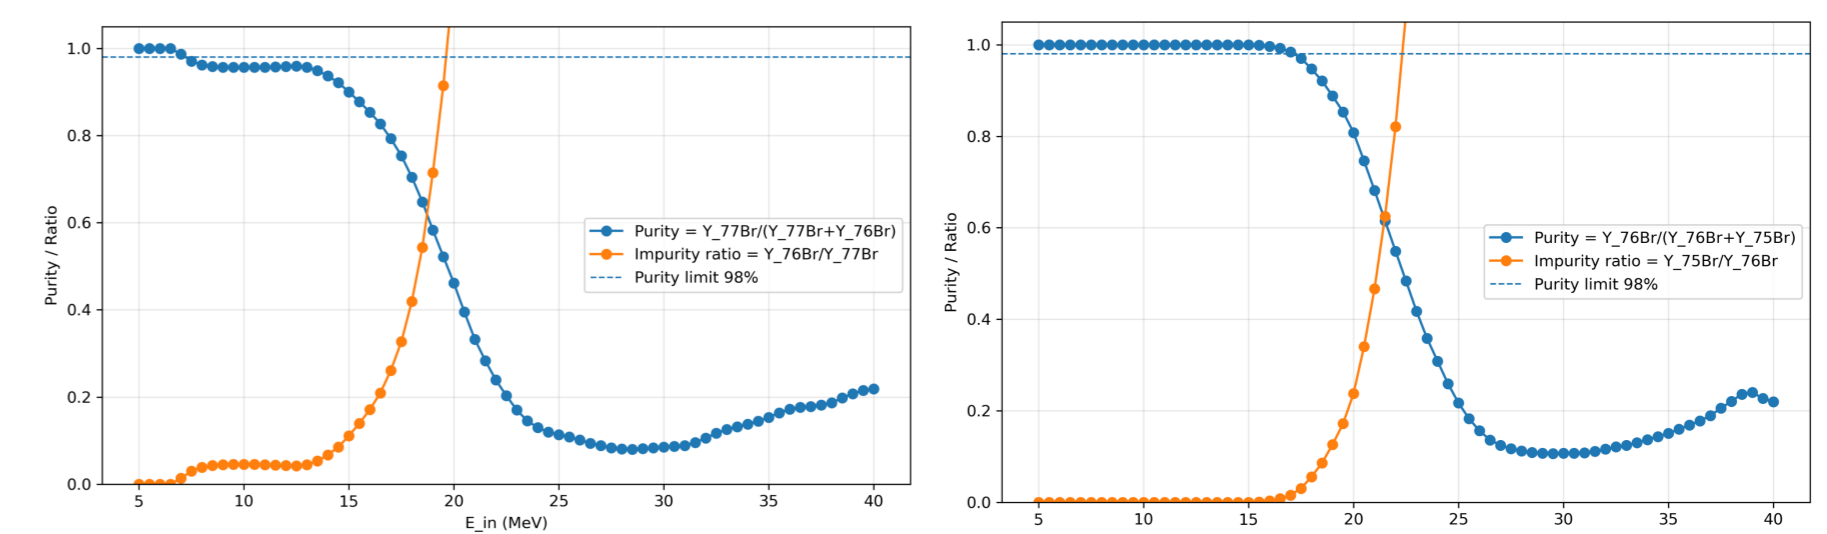 1.0
0.8
0.6
0.4
0.2
0.0
Purity / Ratio
Purity = Y_77Br/(Y_77Br+Y_76Br)
Impurity ratio = Y_76Br/Y_77Br
Purity limit 98%
5 10 15 20 25 30 35 40
E_in (MeV)
1.0
0.8
0.6
0.4
0.2
0.0
Purity / Ratio
Purity = Y_76Br/(Y_76Br+Y_75Br)
Impurity ratio = Y_75Br/Y_76Br
Purity limit 98%
5 10 15 20 25 30 35 40